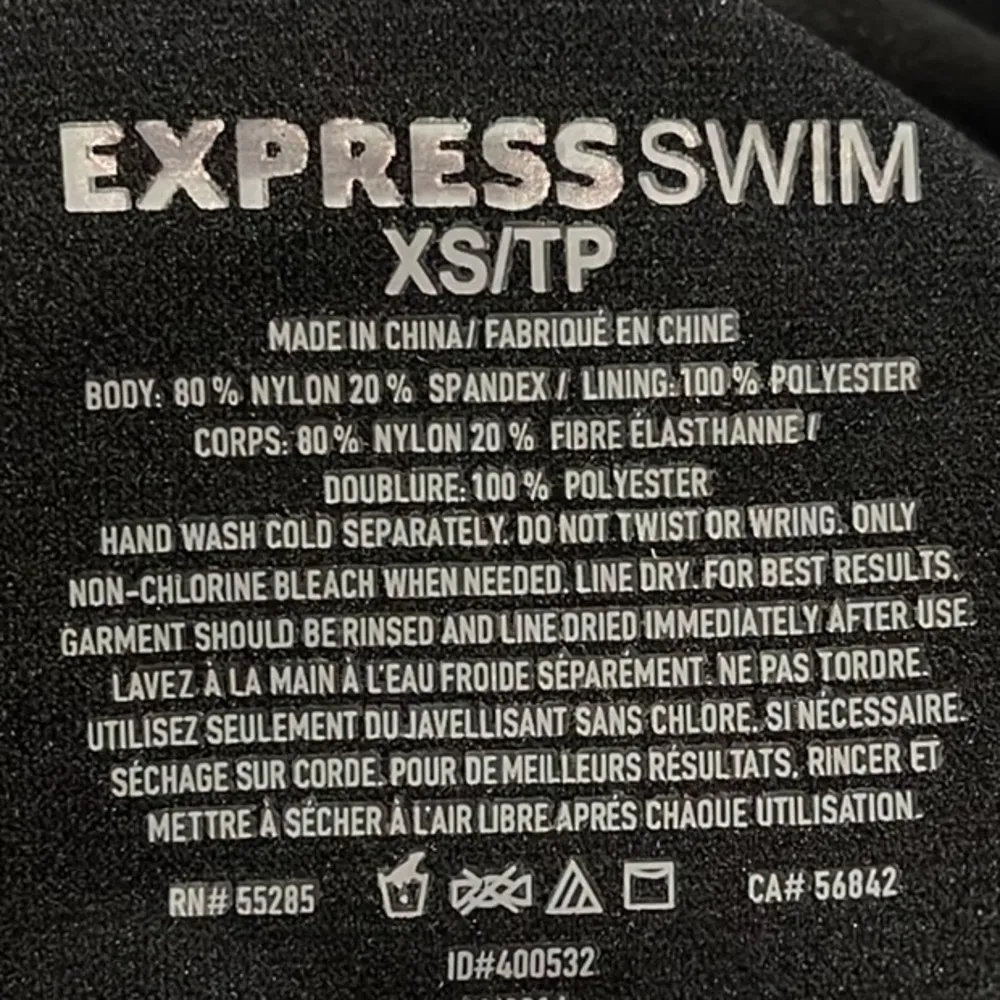 EXPRESS SWIM
XS/TP
MADE IN CHINA / FABRIQUÉ EN CHINE
BODY: 80 % NYLON 20 % SPANDEX / LINING: 100 % POLYESTER
CORPS: 80 % NYLON 20 % FIBRE ÉLASTHANNE /
DOUBLURE: 100 % POLYESTER
HAND WASH COLD SEPARATELY. DO NOT TWIST OR WRING. ONLY
NON-CHLORINE BLEACH WHEN NEEDED. LINE DRY. FOR BEST RESULTS.
GARMENT SHOULD BE RINSED AND LINE DRIED IMMEDIATELY AFTER USE.
LAVEZ À LA MAIN À L'EAU FROIDE SÉPARÉMENT. NE PAS TORDRE.
UTILISEZ SEULEMENT DU JAVELLISANT SANS CHLORE. SI NÉCESSAIRE.
SÉCHAGE SUR CORDE. POUR DE MEILLEURS RÉSULTATS. RINCER ET
METTRE À SÉCHER À L'AIR LIBRE APRÉS CHAQUE UTILISATION.
RN# 55285 CA# 56842
ID#400532